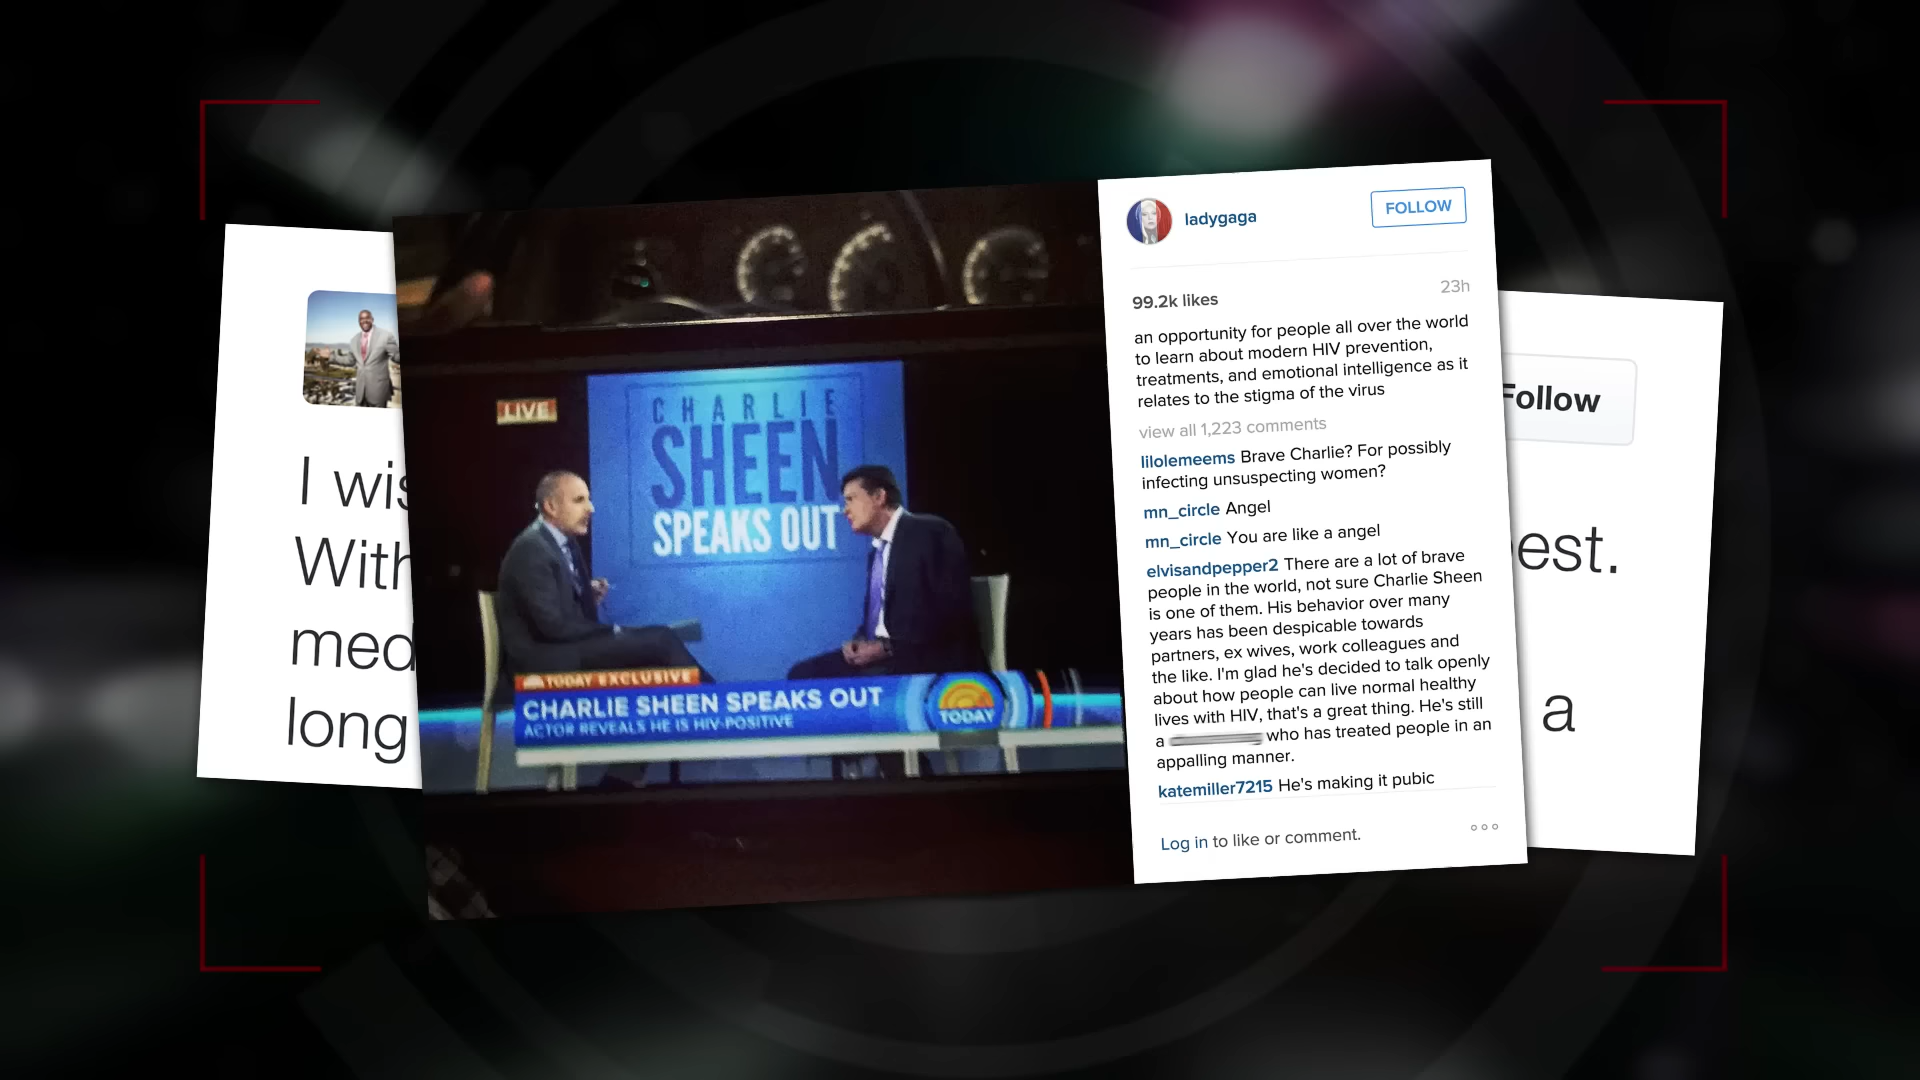 I wis
With
med
long
LIVE
CHARLIE
SHEEN
SPEAKS OUT
TODAY EXCLUSIVE
CHARLIE SHEEN SPEAKS OUT
ACTOR REVEALS HE IS HIV-POSITIVE
TODAY
ladygaga
FOLLOW
99.2k likes
23h
an opportunity for people all over the world
to learn about modern HIV prevention,
treatments, and emotional intelligence as it
relates to the stigma of the virus
view all 1,223 comments
lilolemeems Brave Charlie? For possibly
infecting unsuspecting women?
mn_circle Angel
mn_circle You are like a angel
elvisandpepper2 There are a lot of brave
people in the world, not sure Charlie Sheen
is one of them. His behavior over many
years has been despicable towards
partners, ex wives, work colleagues and
the like. I'm glad he's decided to talk openly
about how people can live normal healthy
lives with HIV, that's a great thing. He's still
a who has treated people in an
appalling manner.
katemiller7215 He's making it pubic
Log in to like or comment.
Follow
est.
a